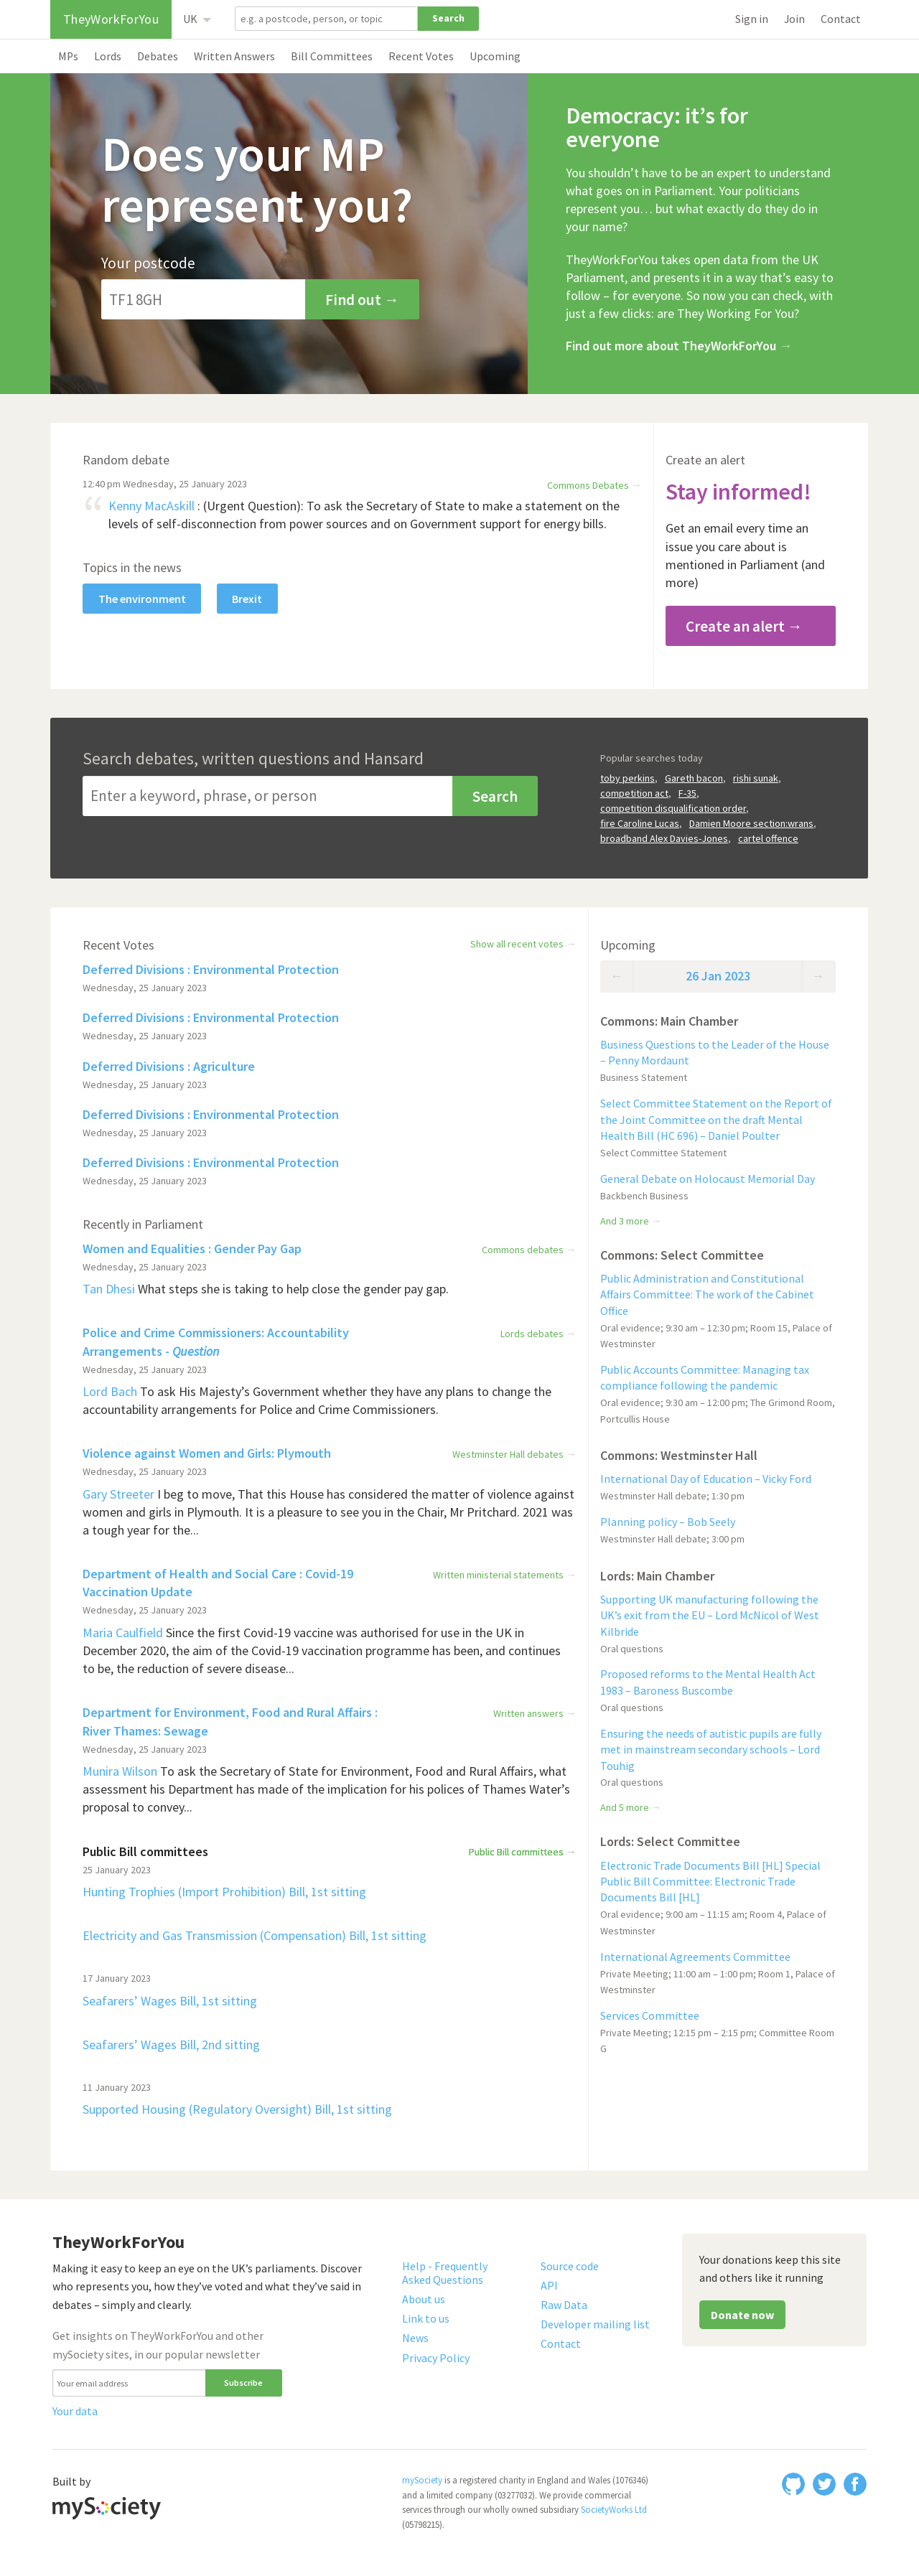 TheyWorkForYou
UK
e.g. a postcode, person, or topic
Search
Sign in
Join
Contact
MPs
Lords
Debates
Written Answers
Bill Committees
Recent Votes
Upcoming
Does your MP
represent you?
Your postcode
TF1 8GH
Find out →
Democracy: it’s for
everyone
You shouldn’t have to be an expert to understand
what goes on in Parliament. Your politicians
represent you… but what exactly do they do in
your name?
TheyWorkForYou takes open data from the UK
Parliament, and presents it in a way that’s easy to
follow – for everyone. So now you can check, with
just a few clicks: are They Working For You?
Find out more about TheyWorkForYou →
Random debate
12:40 pm Wednesday, 25 January 2023
Commons Debates →
“ Kenny MacAskill : (Urgent Question): To ask the Secretary of State to make a statement on the
levels of self-disconnection from power sources and on Government support for energy bills.
Topics in the news
The environment
Brexit
Create an alert
Stay informed!
Get an email every time an
issue you care about is
mentioned in Parliament (and
more)
Create an alert →
Search debates, written questions and Hansard
Enter a keyword, phrase, or person
Search
Popular searches today
toby perkins, Gareth bacon, rishi sunak,
competition act, F-35,
competition disqualification order,
fire Caroline Lucas, Damien Moore section:wrans,
broadband Alex Davies-Jones, cartel offence
Recent Votes
Show all recent votes →
Deferred Divisions : Environmental Protection
Wednesday, 25 January 2023
Deferred Divisions : Environmental Protection
Wednesday, 25 January 2023
Deferred Divisions : Agriculture
Wednesday, 25 January 2023
Deferred Divisions : Environmental Protection
Wednesday, 25 January 2023
Deferred Divisions : Environmental Protection
Wednesday, 25 January 2023
Recently in Parliament
Women and Equalities : Gender Pay Gap
Commons debates →
Wednesday, 25 January 2023
Tan Dhesi What steps she is taking to help close the gender pay gap.
Police and Crime Commissioners: Accountability
Arrangements - Question
Lords debates →
Wednesday, 25 January 2023
Lord Bach To ask His Majesty’s Government whether they have any plans to change the
accountability arrangements for Police and Crime Commissioners.
Violence against Women and Girls: Plymouth
Westminster Hall debates →
Wednesday, 25 January 2023
Gary Streeter I beg to move, That this House has considered the matter of violence against
women and girls in Plymouth. It is a pleasure to see you in the Chair, Mr Pritchard. 2021 was
a tough year for the...
Department of Health and Social Care : Covid-19
Vaccination Update
Written ministerial statements →
Wednesday, 25 January 2023
Maria Caulfield Since the first Covid-19 vaccine was authorised for use in the UK in
December 2020, the aim of the Covid-19 vaccination programme has been, and continues
to be, the reduction of severe disease...
Department for Environment, Food and Rural Affairs :
River Thames: Sewage
Written answers →
Wednesday, 25 January 2023
Munira Wilson To ask the Secretary of State for Environment, Food and Rural Affairs, what
assessment his Department has made of the implication for his polices of Thames Water’s
proposal to convey...
Public Bill committees
Public Bill committees →
25 January 2023
Hunting Trophies (Import Prohibition) Bill, 1st sitting
Electricity and Gas Transmission (Compensation) Bill, 1st sitting
17 January 2023
Seafarers’ Wages Bill, 1st sitting
Seafarers’ Wages Bill, 2nd sitting
11 January 2023
Supported Housing (Regulatory Oversight) Bill, 1st sitting
Upcoming
← 26 Jan 2023 →
Commons: Main Chamber
Business Questions to the Leader of the House
– Penny Mordaunt
Business Statement
Select Committee Statement on the Report of
the Joint Committee on the draft Mental
Health Bill (HC 696) – Daniel Poulter
Select Committee Statement
General Debate on Holocaust Memorial Day
Backbench Business
And 3 more →
Commons: Select Committee
Public Administration and Constitutional
Affairs Committee: The work of the Cabinet
Office
Oral evidence; 9:30 am – 12:30 pm; Room 15, Palace of
Westminster
Public Accounts Committee: Managing tax
compliance following the pandemic
Oral evidence; 9:30 am – 12:00 pm; The Grimond Room,
Portcullis House
Commons: Westminster Hall
International Day of Education – Vicky Ford
Westminster Hall debate; 1:30 pm
Planning policy – Bob Seely
Westminster Hall debate; 3:00 pm
Lords: Main Chamber
Supporting UK manufacturing following the
UK’s exit from the EU – Lord McNicol of West
Kilbride
Oral questions
Proposed reforms to the Mental Health Act
1983 – Baroness Buscombe
Oral questions
Ensuring the needs of autistic pupils are fully
met in mainstream secondary schools – Lord
Touhig
Oral questions
And 5 more →
Lords: Select Committee
Electronic Trade Documents Bill [HL] Special
Public Bill Committee: Electronic Trade
Documents Bill [HL]
Oral evidence; 9:00 am – 11:15 am; Room 4, Palace of
Westminster
International Agreements Committee
Private Meeting; 11:00 am – 1:00 pm; Room 1, Palace of
Westminster
Services Committee
Private Meeting; 12:15 pm – 2:15 pm; Committee Room
G
TheyWorkForYou
Making it easy to keep an eye on the UK’s parliaments. Discover
who represents you, how they’ve voted and what they’ve said in
debates – simply and clearly.
Get insights on TheyWorkForYou and other
mySociety sites, in our popular newsletter
Your email address
Subscribe
Your data
Help - Frequently
Asked Questions
About us
Link to us
News
Privacy Policy
Source code
API
Raw Data
Developer mailing list
Contact
Your donations keep this site
and others like it running
Donate now
Built by
mySociety
mySociety is a registered charity in England and Wales (1076346)
and a limited company (03277032). We provide commercial
services through our wholly owned subsidiary SocietyWorks Ltd
(05798215).